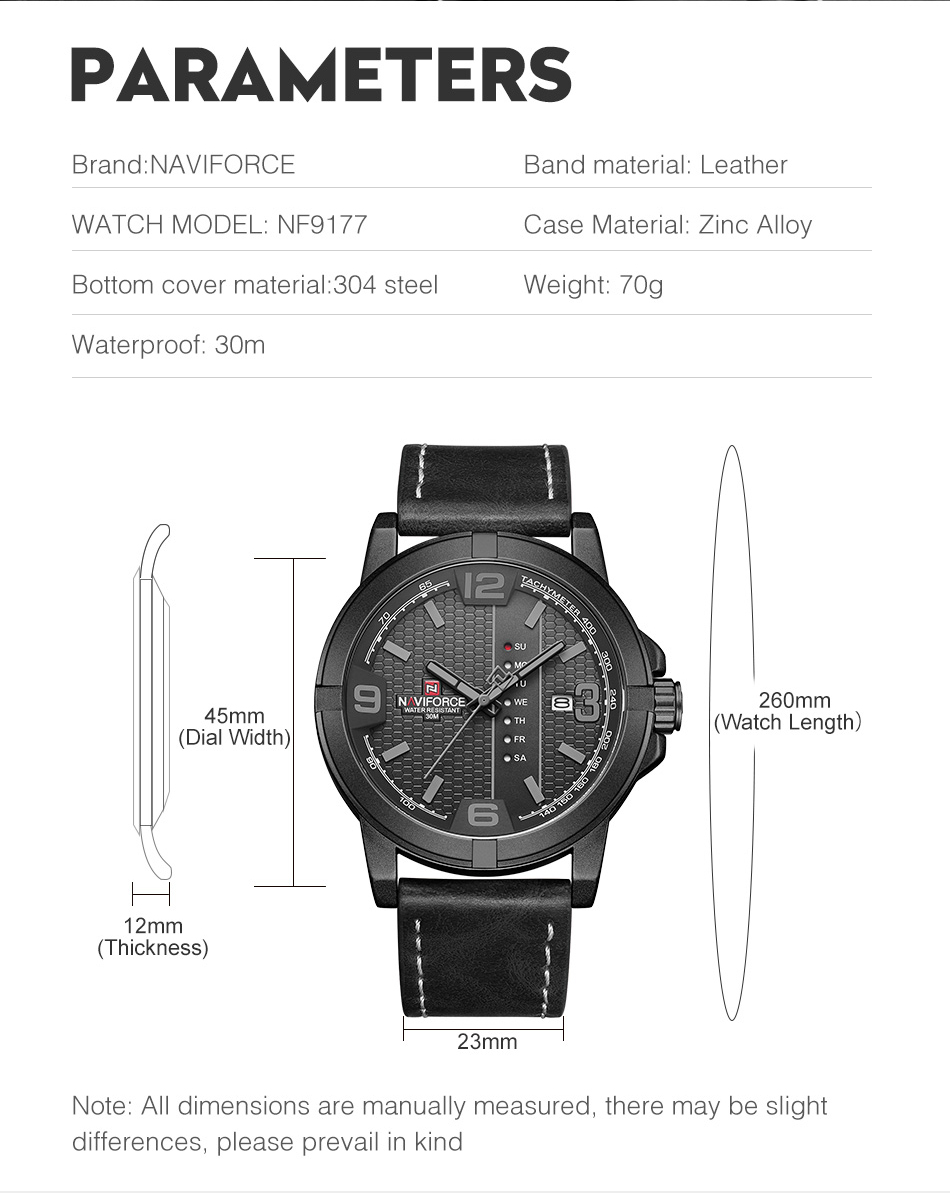 PARAMETERS
Brand:NAVIFORCE
Band material: Leather
WATCH MODEL: NF9177
Case Material: Zinc Alloy
Bottom cover material:304 steel
Weight: 70g
Waterproof: 30m
65
TACHYMETER 400
70
12
300
SU
MO
TU
240
9
NAVIFORCE
WATER RESISTANT
30M
WE
8
3
TH
200
FR
180
90
SA
160
100
6
140 150
45mm
(Dial Width)
260mm
(Watch Length)
12mm
(Thickness)
23mm
Note: All dimensions are manually measured, there may be slight
differences, please prevail in kind